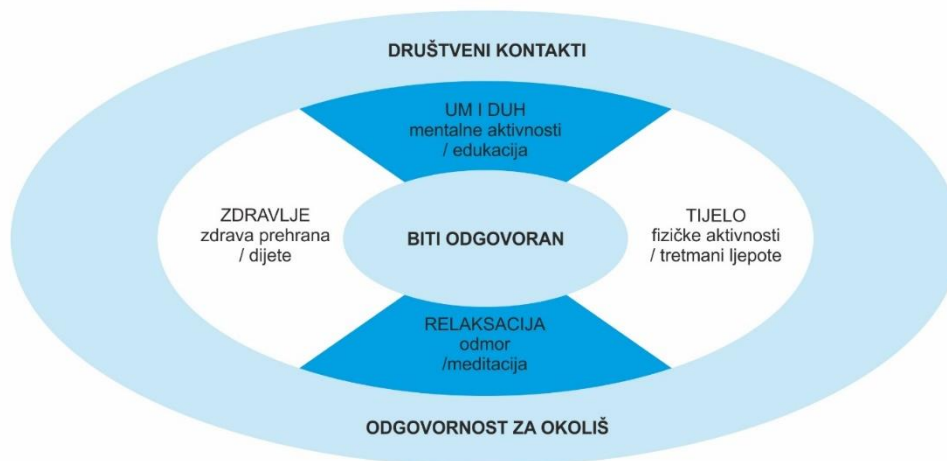 DRUŠTVENI KONTAKTI
UM I DUH
mentalne aktivnosti
/ edukacija
ZDRAVLJE
zdrava prehrana
/ dijete
BITI ODGOVORAN
TIJELO
fizičke aktivnosti
/ tretmani ljepote
RELAKSACIJA
odmor
/meditacija
ODGOVORNOST ZA OKOLIŠ